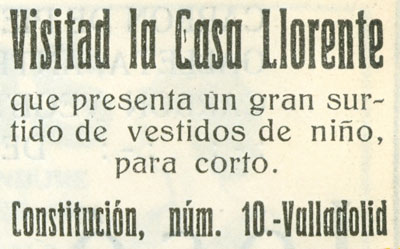 Visitad la Casa Llorente
que presenta un gran sur-
tido de vestidos de niño,
para corto.
Constitución, núm. 10.-Valladolid